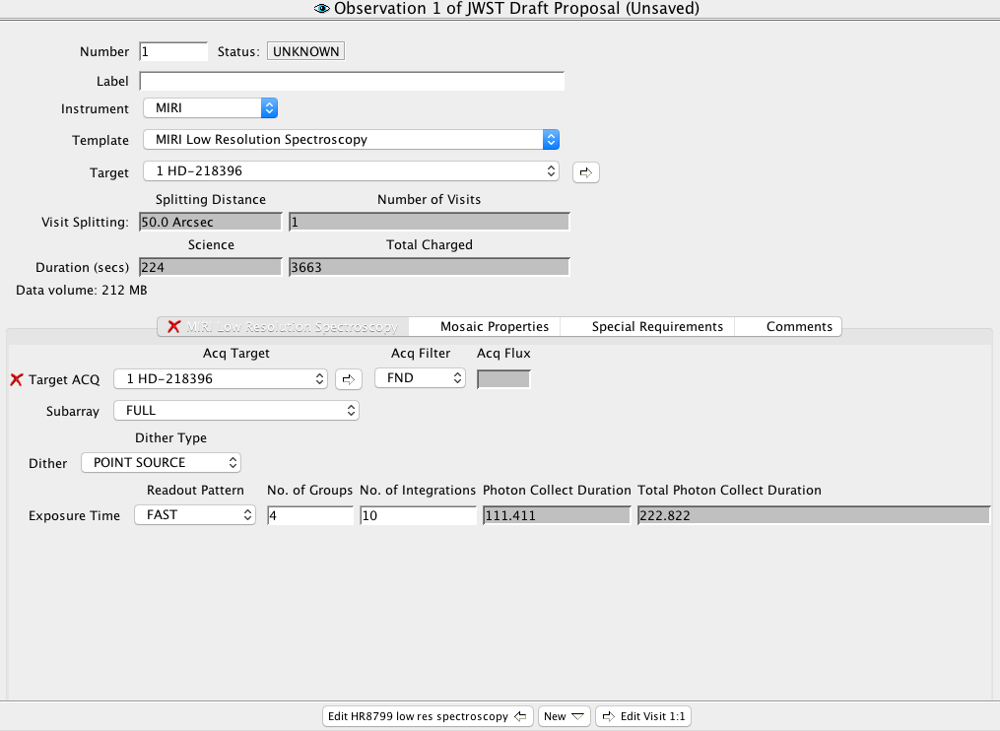 Observation 1 of JWST Draft Proposal (Unsaved)
Number 1 Status: UNKNOWN
Label
Instrument MIRI
Template MIRI Low Resolution Spectroscopy
Target 1 HD-218396
Splitting Distance Number of Visits
Visit Splitting: 50.0 Arcsec 1
Science Total Charged
Duration (secs) 224 3663
Data volume: 212 MB
MIRI Low Resolution Spectroscopy Mosaic Properties Special Requirements Comments
Acq Target Acq Filter Acq Flux
Target ACQ 1 HD-218396 FND
Subarray FULL
Dither Type
Dither POINT SOURCE
Readout Pattern No. of Groups No. of Integrations Photon Collect Duration Total Photon Collect Duration
Exposure Time FAST 4 10 111.411 222.822
Edit HR8799 low res spectroscopy New Edit Visit 1:1